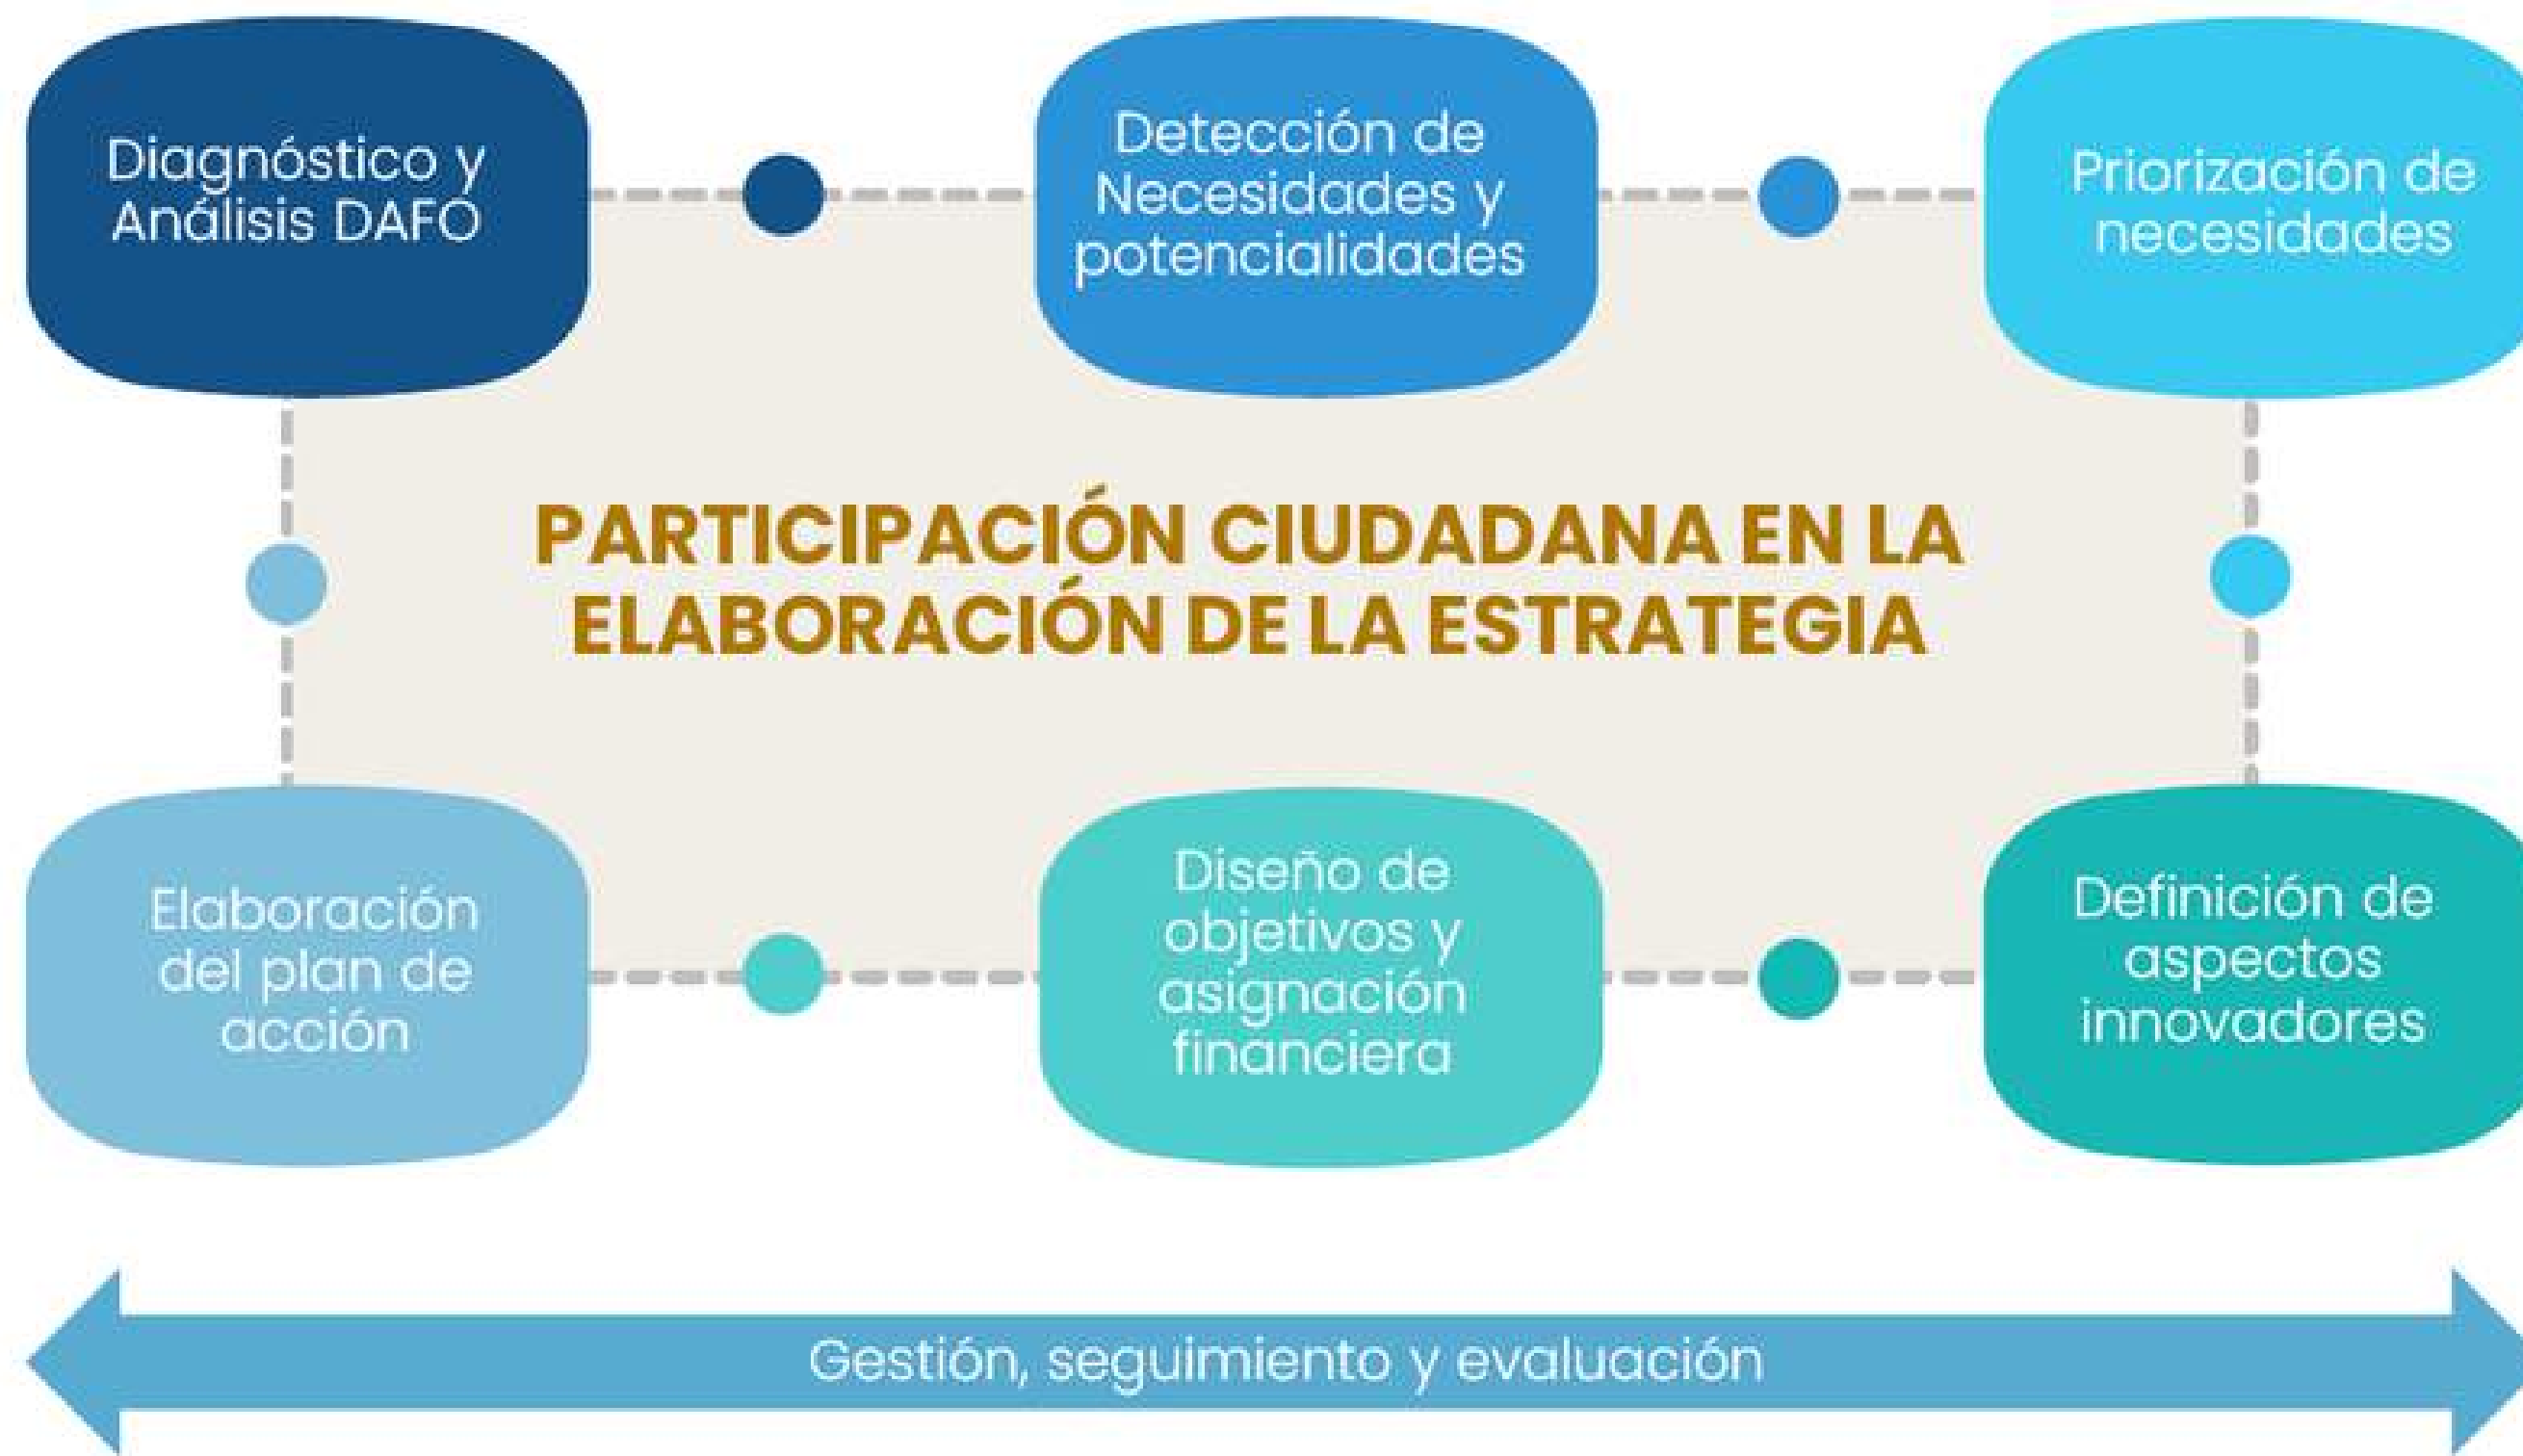 Diagnóstico y
Análisis DAFO
Detección de
Necesidades y
potencialidades
Priorización de
necesidades
PARTICIPACIÓN CIUDADANA EN LA
ELABORACIÓN DE LA ESTRATEGIA
Elaboración
del plan de
acción
Diseño de
objetivos y
asignación
financiera
Definición de
aspectos
innovadores
Gestión, seguimiento y evaluación